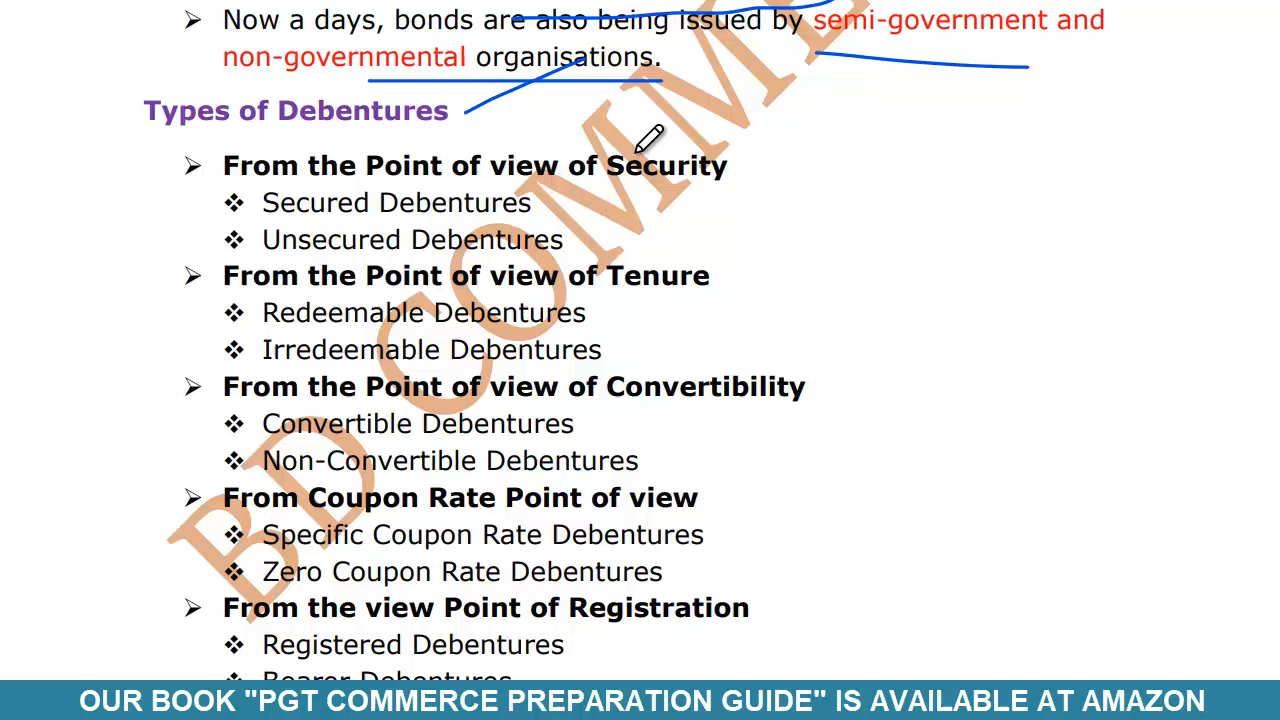 Now a days, bonds are also being issued by semi-government and
non-governmental organisations.
Types of Debentures
From the Point of view of Security
Secured Debentures
Unsecured Debentures
From the Point of view of Tenure
Redeemable Debentures
Irredeemable Debentures
From the Point of view of Convertibility
Convertible Debentures
Non-Convertible Debentures
From Coupon Rate Point of view
Specific Coupon Rate Debentures
Zero Coupon Rate Debentures
From the view Point of Registration
Registered Debentures
Bearer Debentures
BD COMME
OUR BOOK "PGT COMMERCE PREPARATION GUIDE" IS AVAILABLE AT AMAZON